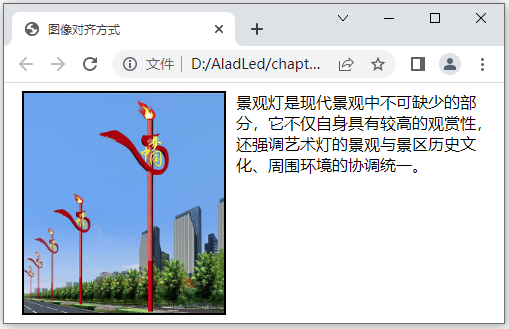 图像对齐方式
文件 | D:/AladLed/chapt...
景观灯是现代景观中不可缺少的部
分，它不仅自身具有较高的观赏性，
还强调艺术灯的景观与景区历史文
化、周围环境的协调统一。
中国梦